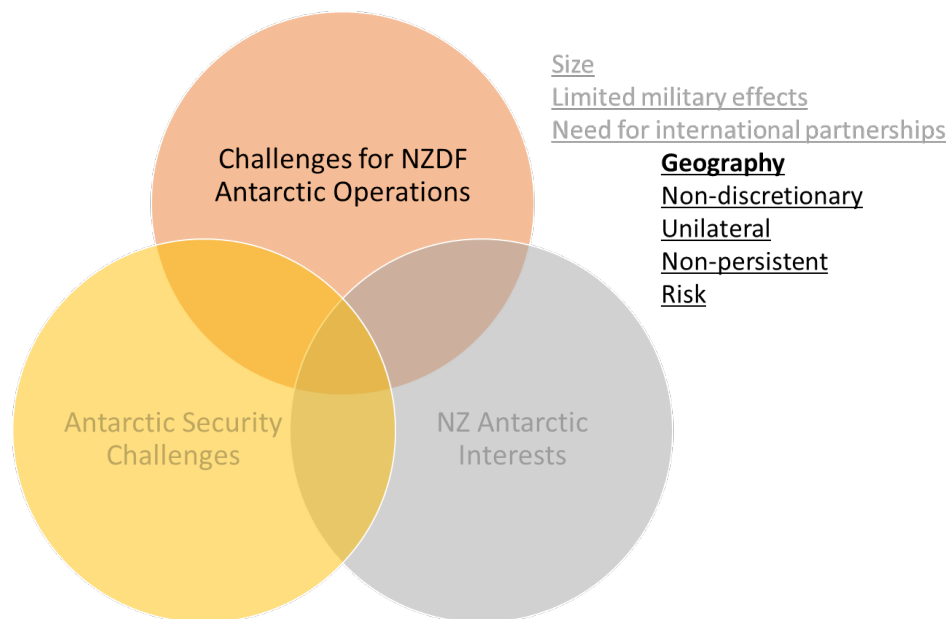 Size
Limited military effects
Need for international partnerships
Challenges for NZDF
Antarctic Operations
Geography
Non-discretionary
Unilateral
Non-persistent
Risk
Antarctic Security
Challenges
NZ Antarctic
Interests